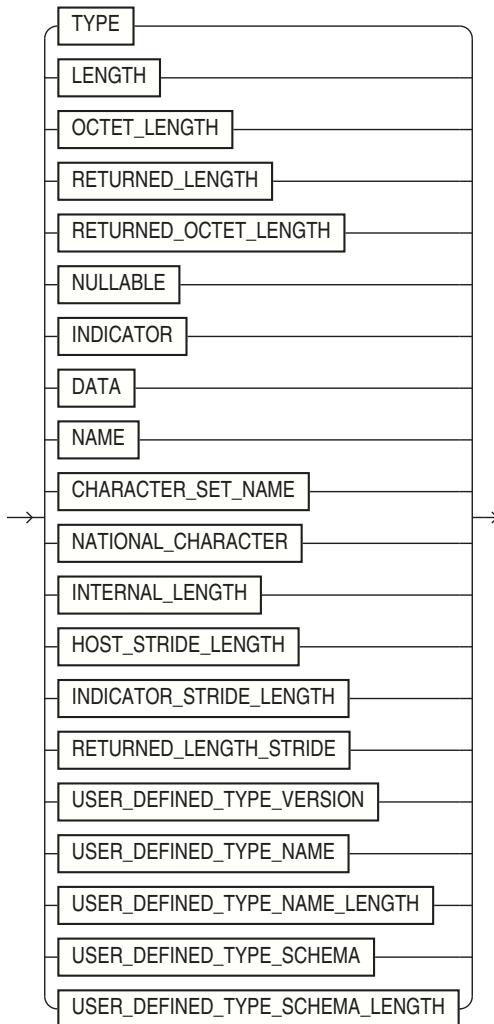 TYPE
LENGTH
OCTET_LENGTH
RETURNED_LENGTH
RETURNED_OCTET_LENGTH
NULLABLE
INDICATOR
DATA
NAME
CHARACTER_SET_NAME
NATIONAL_CHARACTER
INTERNAL_LENGTH
HOST_STRIDE_LENGTH
INDICATOR_STRIDE_LENGTH
RETURNED_LENGTH_STRIDE
USER_DEFINED_TYPE_VERSION
USER_DEFINED_TYPE_NAME
USER_DEFINED_TYPE_NAME_LENGTH
USER_DEFINED_TYPE_SCHEMA
USER_DEFINED_TYPE_SCHEMA_LENGTH